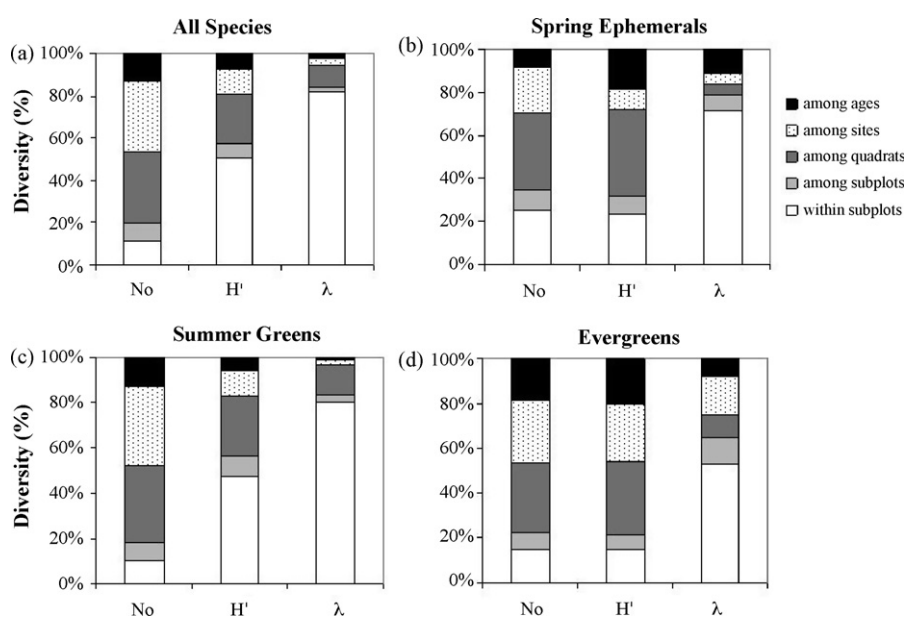 All Species
(a)
100%
80%
60%
40%
20%
0%
Diversity (%)
No H' λ
Spring Ephemerals
(b)
100%
80%
60%
40%
20%
0%
No H' λ
among ages
among sites
among quadrats
among subplots
within subplots
Summer Greens
(c)
100%
80%
60%
40%
20%
0%
Diversity (%)
No H' λ
Evergreens
(d)
100%
80%
60%
40%
20%
0%
No H' λ